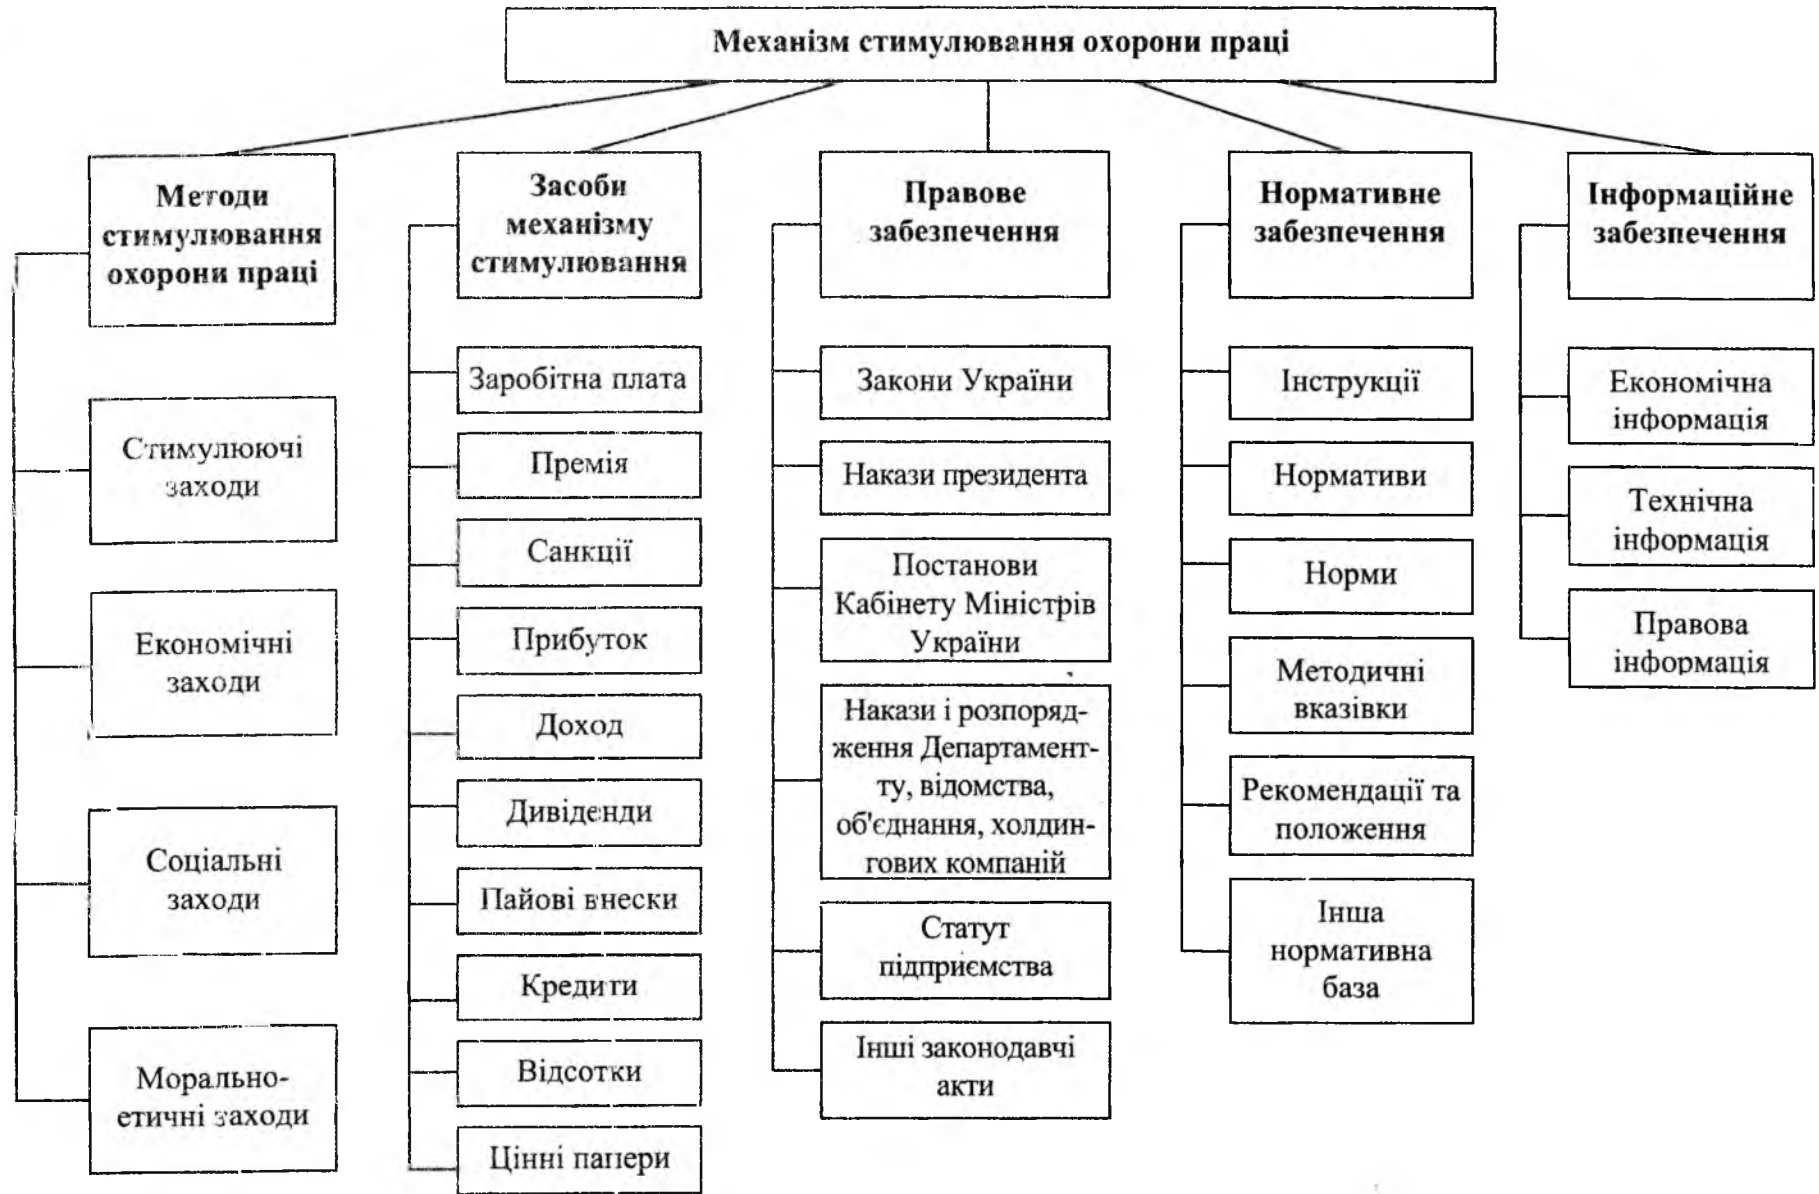 Механізм стимулювання охорони праці
Методи
стимулювання
охорони праці
Стимулюючі
заходи
Економічні
заходи
Соціальні
заходи
Морально-
етичні заходи
Засоби
механізму
стимулювання
Заробітна плата
Премія
Санкції
Прибуток
Доход
Дивіденди
Пайові внески
Кредити
Відсотки
Цінні папери
Правове
забезпечення
Закони України
Накази президента
Постанови
Кабінету Міністрів
України
Накази і розпоряд-
ження Департамент-
ту, відомства,
об'єднання, холдин-
гових компаній
Статут
підприємства
Інші законодавчі
акти
Нормативне
забезпечення
Інструкції
Нормативи
Норми
Методичні
вказівки
Рекомендації та
положення
Інша
нормативна
база
Інформаційне
забезпечення
Економічна
інформація
Технічна
інформація
Правова
інформація